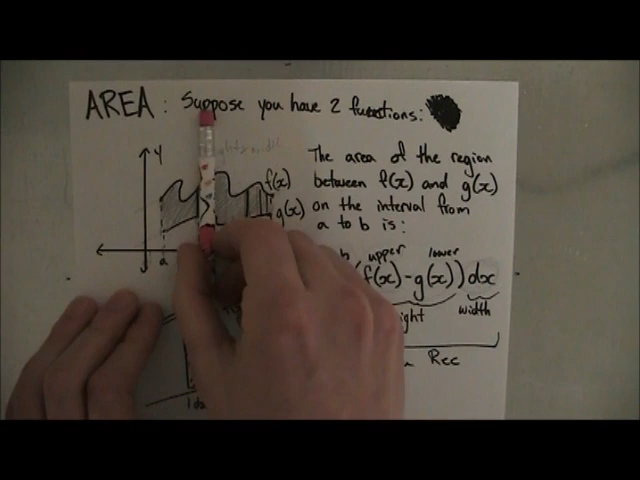 AREA: Suppose you have 2 functions:
The area of the region
between f(x) and g(x)
on the interval from
a to b is:
y
f(x)
g(x)
a
b
upper lower
f(x)-g(x))dx
ight width
Rec